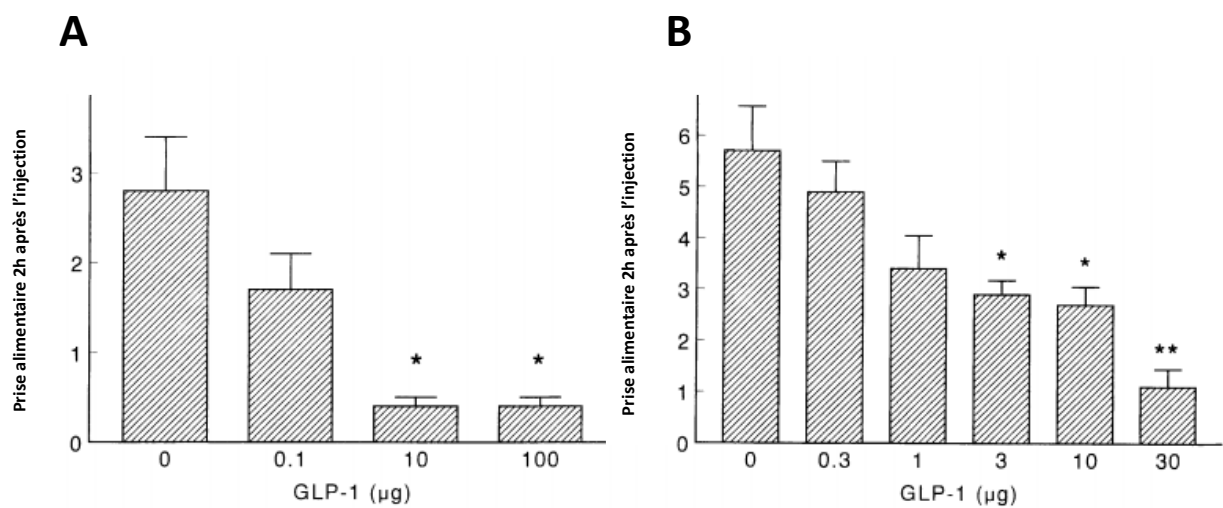 A
Prise alimentaire 2h après l'injection
3
2
1
0
0 0.1 10 100
* *
GLP-1 (µg)
B
Prise alimentaire 2h après l'injection
6
5
4
3
2
1
0
* * **
0 0.3 1 3 10 30
GLP-1 (µg)